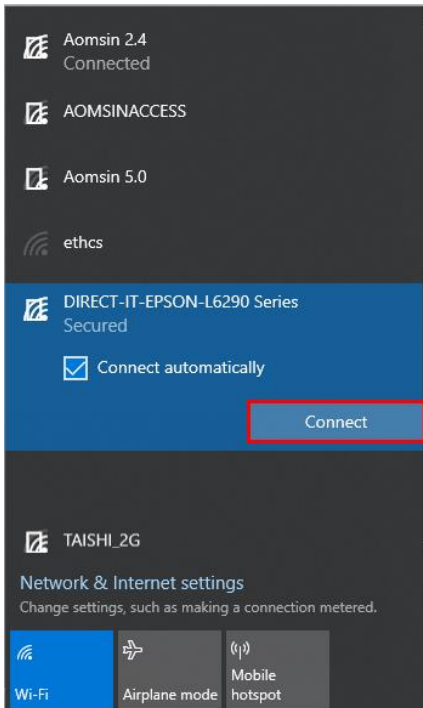 Aomsin 2.4
Connected
AOMSINACCESS
Aomsin 5.0
ethcs
DIRECT-IT-EPSON-L6290 Series
Secured
Connect automatically
Connect
TAISHI_2G
Network & Internet settings
Change settings, such as making a connection metered.
Wi-Fi
Airplane mode
Mobile
hotspot